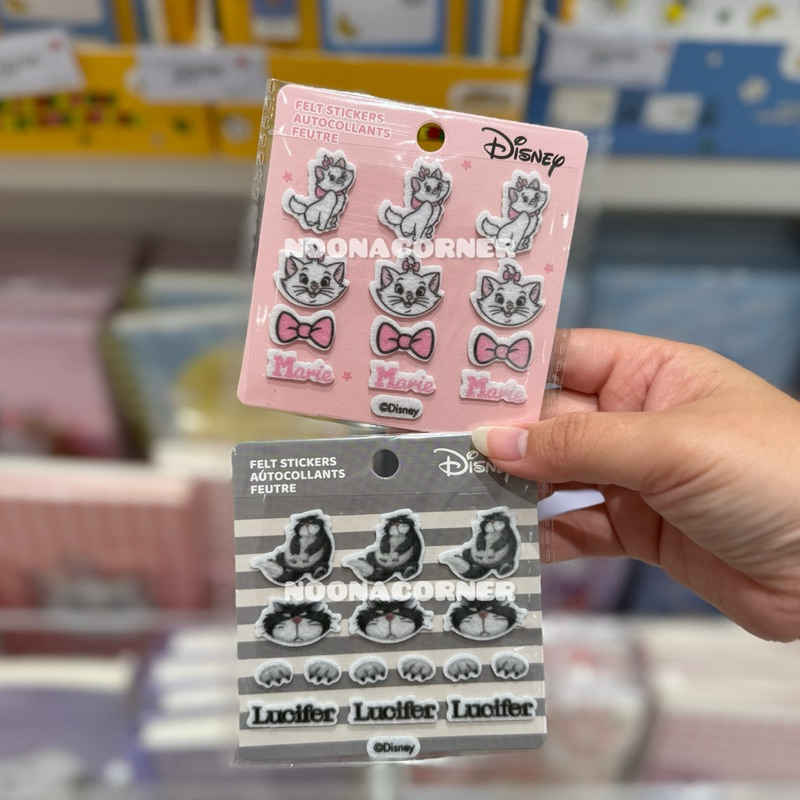 FELT STICKERS
AUTOCOLLANTS
FEUTRE
Disney
NOONACORNER
Marie Marie Marie
©Disney
FELT STICKERS
AUTOCOLLANTS
FEUTRE
Disney
NOONACORNER
Lucifer Lucifer Lucifer
©Disney